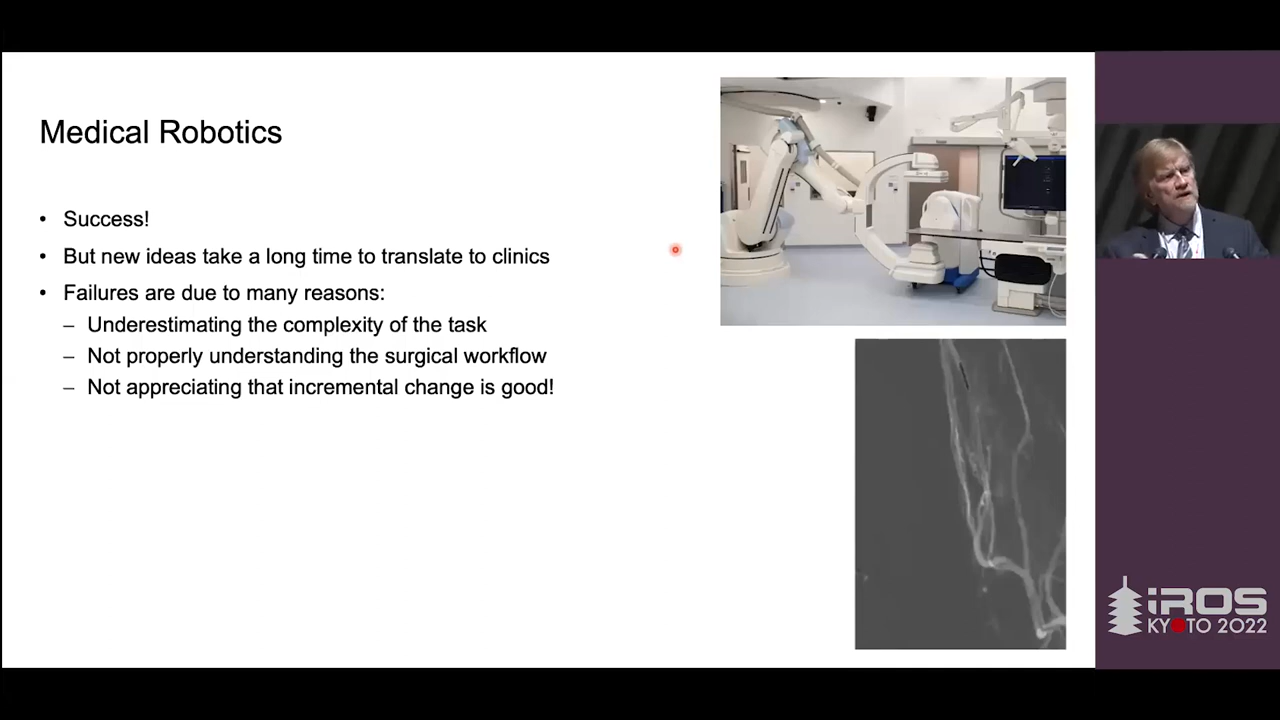 Medical Robotics
• Success!
• But new ideas take a long time to translate to clinics
• Failures are due to many reasons:
– Underestimating the complexity of the task
– Not properly understanding the surgical workflow
– Not appreciating that incremental change is good!
iROS
KYOTO 2022